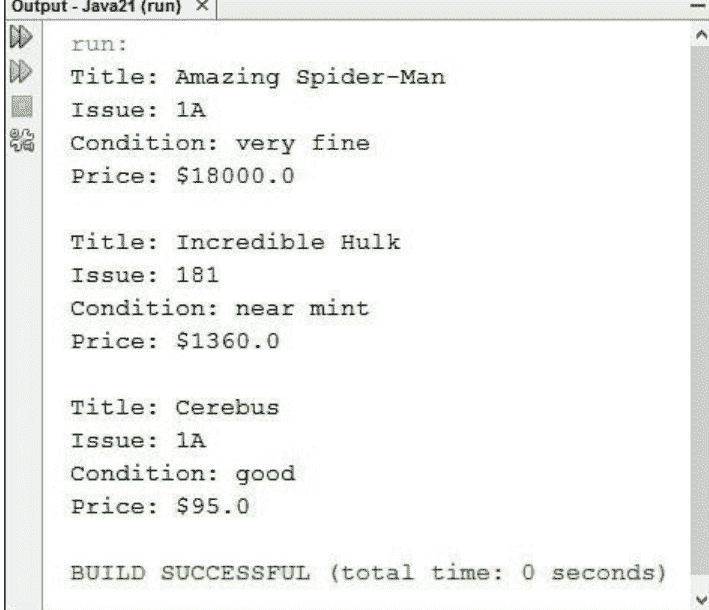 Output - Java21 (run) ×
run:
Title: Amazing Spider-Man
Issue: 1A
Condition: very fine
Price: $18000.0
Title: Incredible Hulk
Issue: 181
Condition: near mint
Price: $1360.0
Title: Cerebus
Issue: 1A
Condition: good
Price: $95.0
BUILD SUCCESSFUL (total time: 0 seconds)